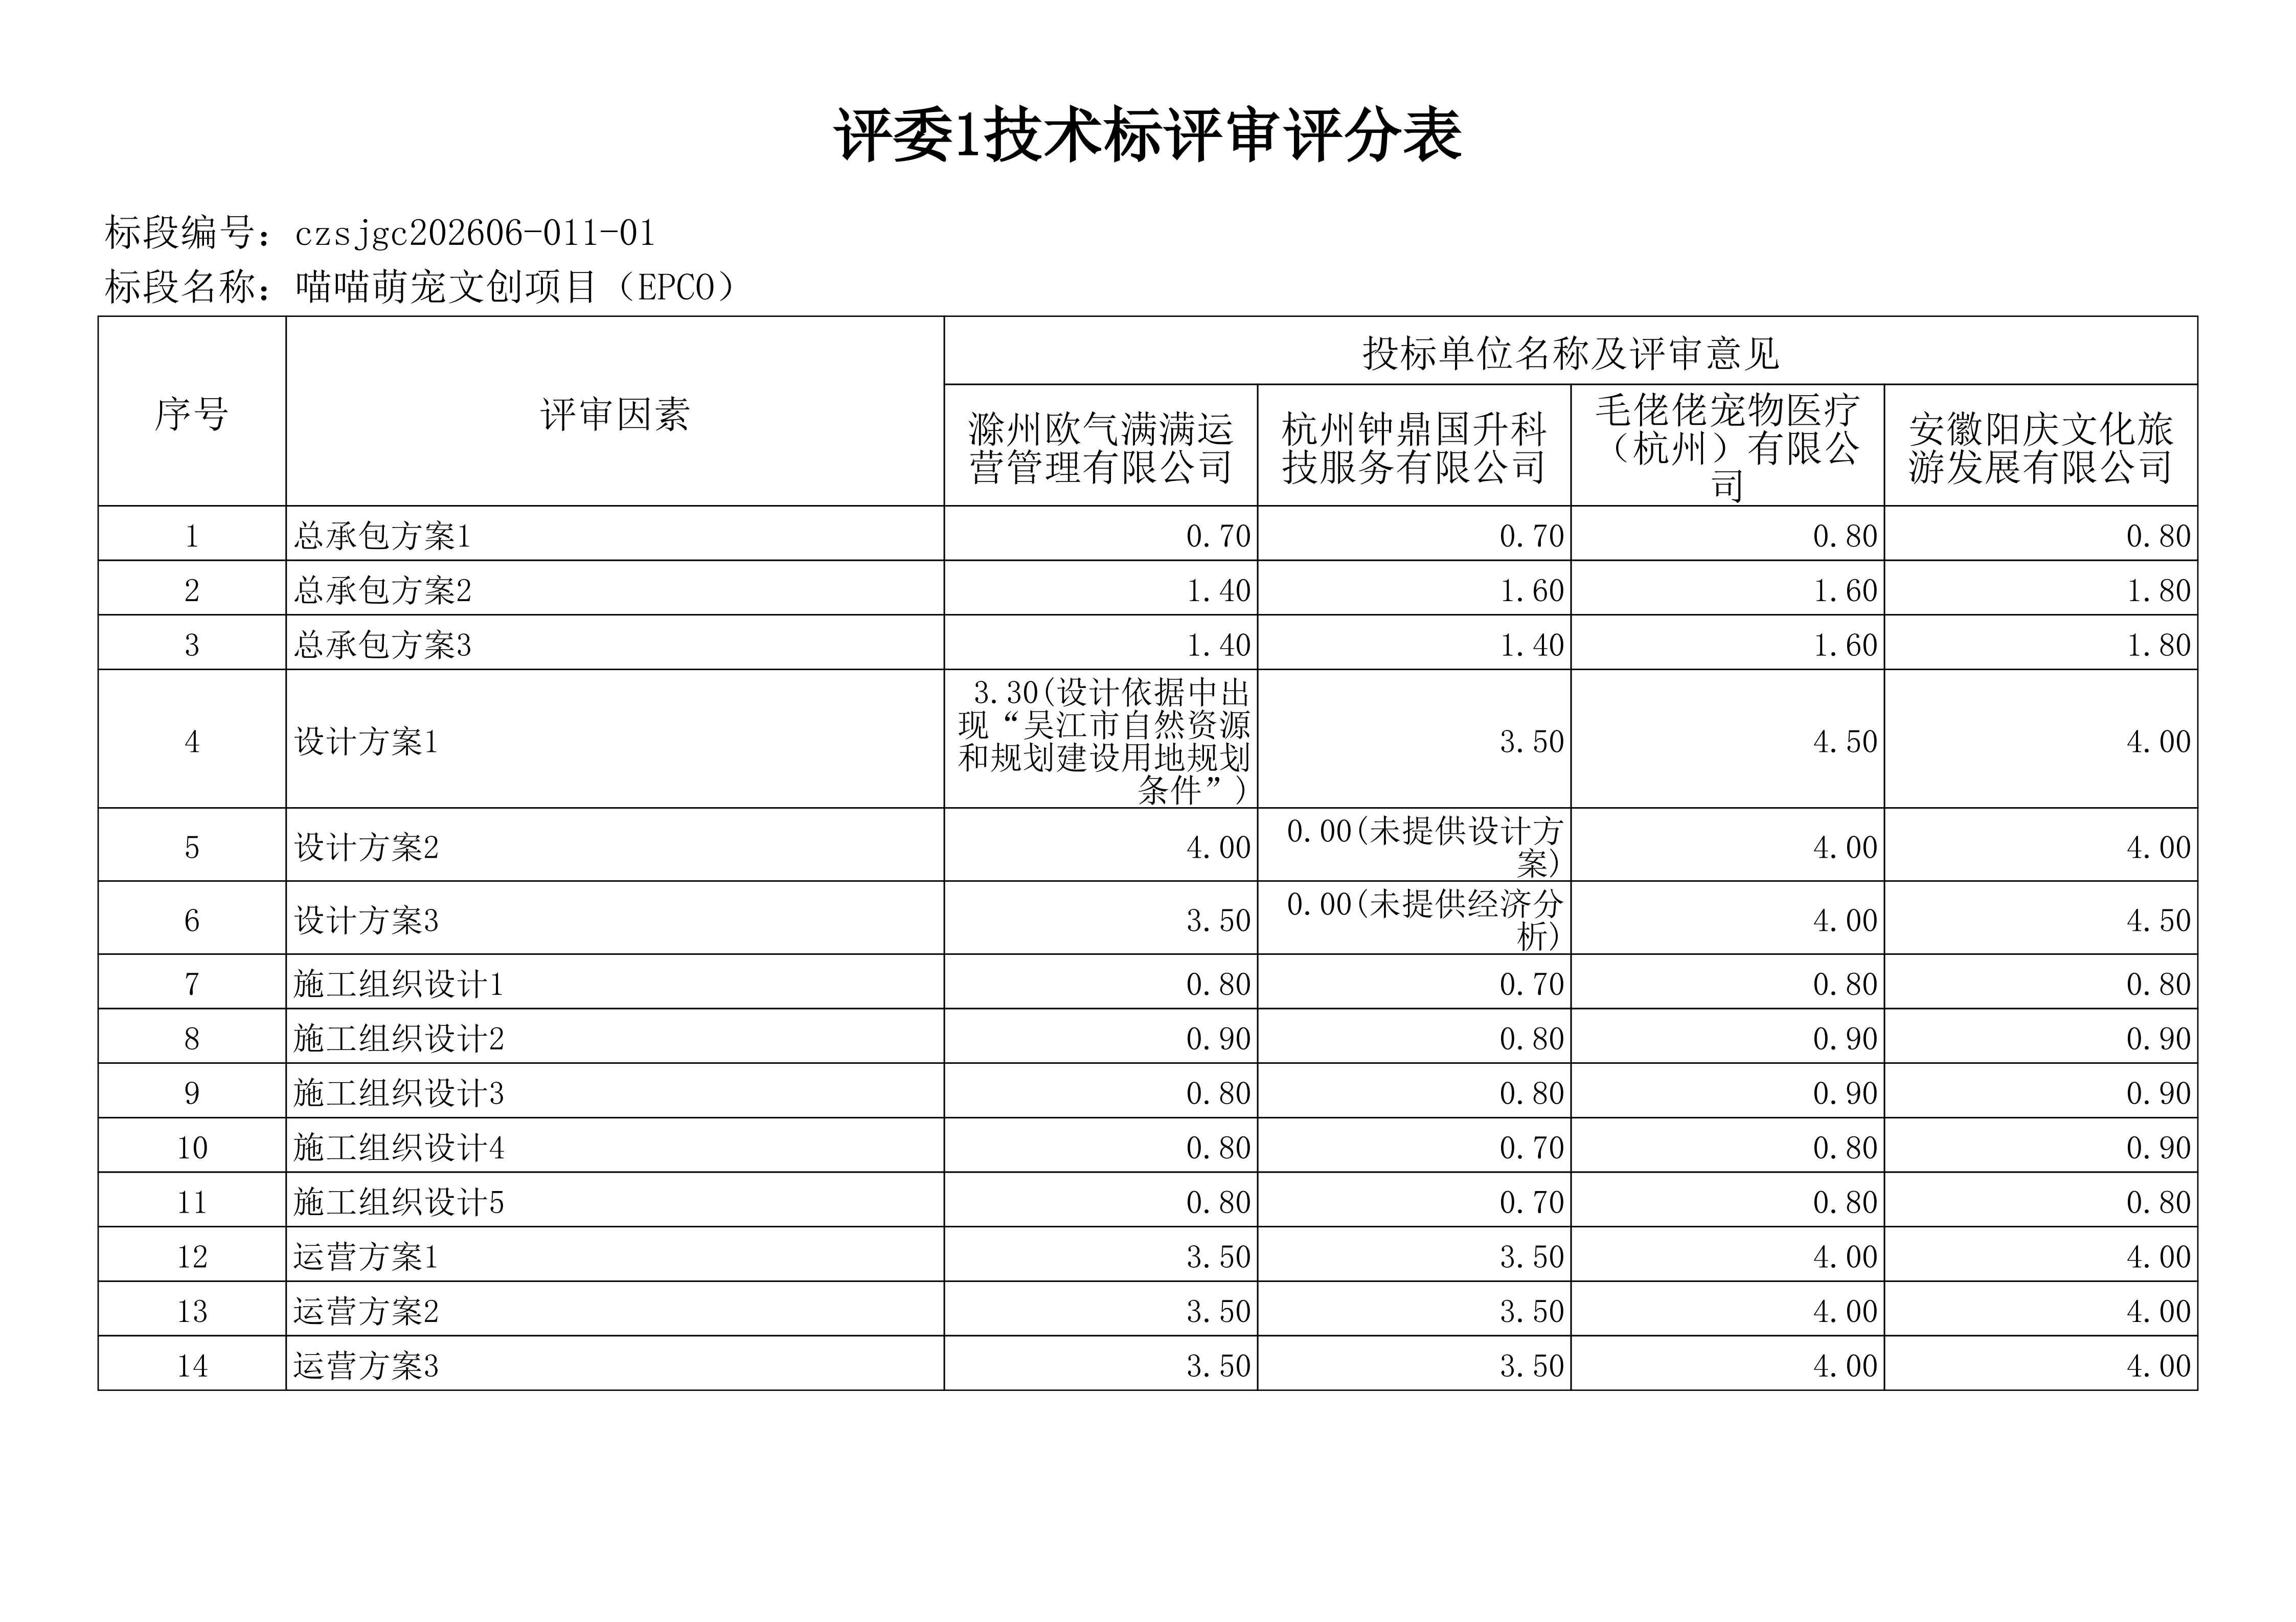 评委1技术标评审评分表
标段编号：czsjgc202606-011-01
标段名称：喵喵萌宠文创项目（EPCO）
序号 评审因素 投标单位名称及评审意见
滁州欧气满满运营管理有限公司 杭州钟鼎国升科技服务有限公司 毛佬佬宠物医疗（杭州）有限公司 安徽阳庆文化旅游发展有限公司
1 总承包方案1 0.70 0.70 0.80 0.80
2 总承包方案2 1.40 1.60 1.60 1.80
3 总承包方案3 1.40 1.40 1.60 1.80
4 设计方案1 3.30(设计依据中出现“吴江市自然资源和规划建设用地规划条件”) 3.50 4.50 4.00
5 设计方案2 4.00 0.00(未提供设计方案) 4.00 4.00
6 设计方案3 3.50 0.00(未提供经济分析) 4.00 4.50
7 施工组织设计1 0.80 0.70 0.80 0.80
8 施工组织设计2 0.90 0.80 0.90 0.90
9 施工组织设计3 0.80 0.80 0.90 0.90
10 施工组织设计4 0.80 0.70 0.80 0.90
11 施工组织设计5 0.80 0.70 0.80 0.80
12 运营方案1 3.50 3.50 4.00 4.00
13 运营方案2 3.50 3.50 4.00 4.00
14 运营方案3 3.50 3.50 4.00 4.00